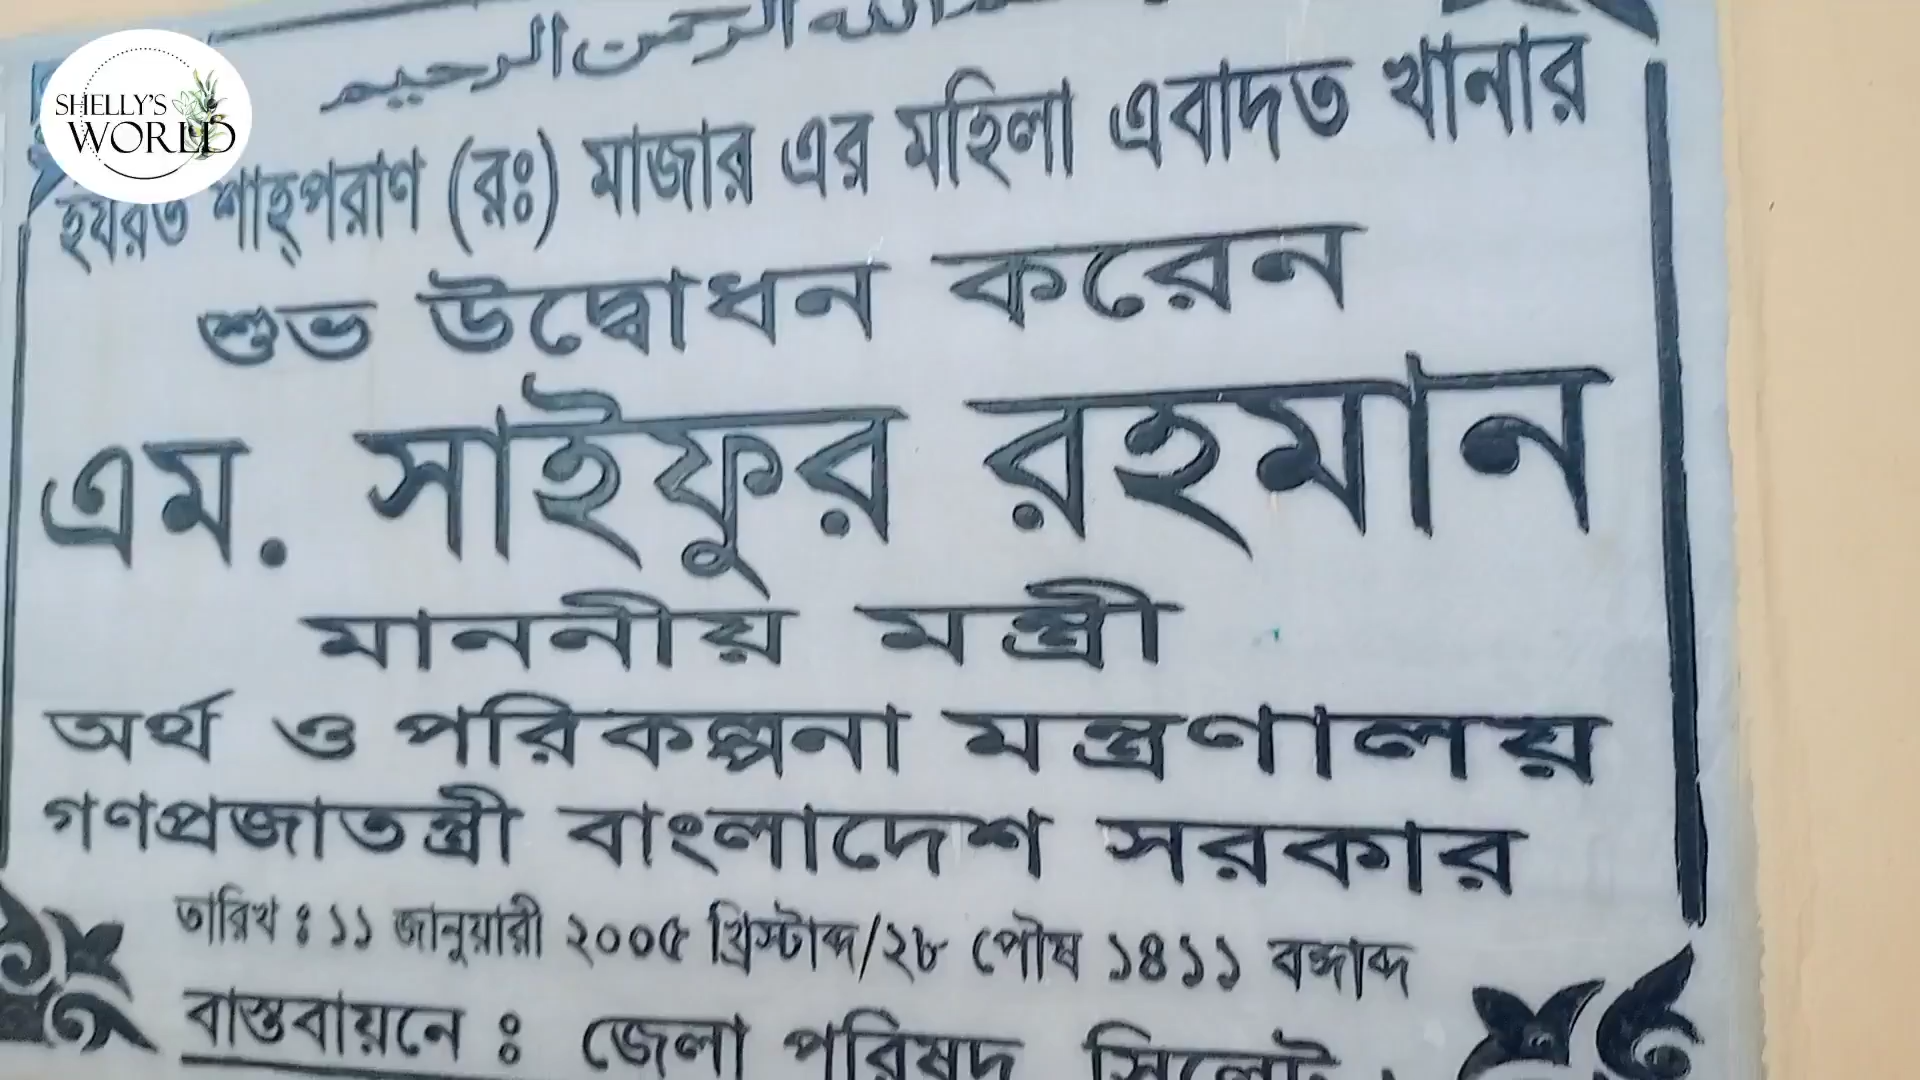 SHELLY'S
WORLD
الله الرحمن الرحيم
হযরত শাহ্পরাণ (রঃ) মাজার এর মহিলা এবাদত খানার
শুভ উদ্বোধন করেন
এম. সাইফুর রহমান
মাননীয় মন্ত্রী
অর্থ ও পরিকল্পনা মন্ত্রণালয়
গণপ্রজাতন্ত্রী বাংলাদেশ সরকার
তারিখ ঃ ১১ জানুয়ারী ২০০৫ খ্রিস্টাব্দ/২৮ পৌষ ১৪১১ বঙ্গাব্দ
বাস্তবায়নে ঃ জেলা পরিষদ সিলেট